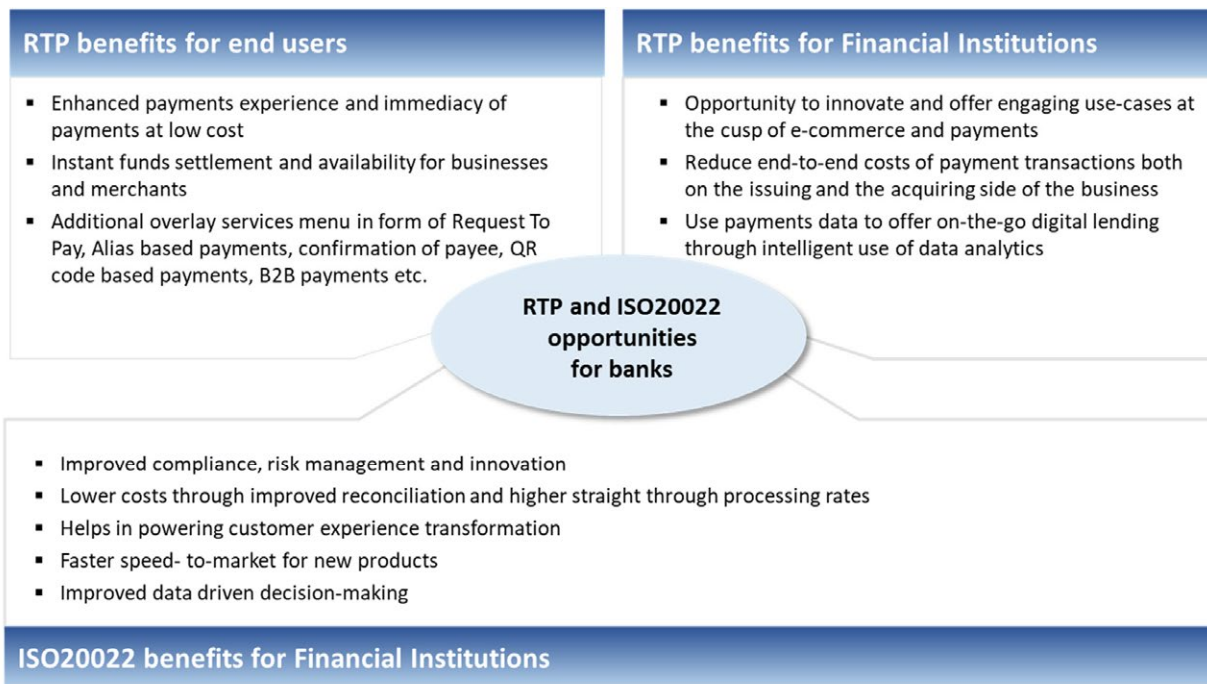 RTP benefits for end users
▪ Enhanced payments experience and immediacy of
payments at low cost
▪ Instant funds settlement and availability for businesses
and merchants
▪ Additional overlay services menu in form of Request To
Pay, Alias based payments, confirmation of payee, QR
code based payments, B2B payments etc.
RTP benefits for Financial Institutions
▪ Opportunity to innovate and offer engaging use-cases at
the cusp of e-commerce and payments
▪ Reduce end-to-end costs of payment transactions both
on the issuing and the acquiring side of the business
▪ Use payments data to offer on-the-go digital lending
through intelligent use of data analytics
RTP and ISO20022
opportunities
for banks
▪ Improved compliance, risk management and innovation
▪ Lower costs through improved reconciliation and higher straight through processing rates
▪ Helps in powering customer experience transformation
▪ Faster speed- to-market for new products
▪ Improved data driven decision-making
ISO20022 benefits for Financial Institutions